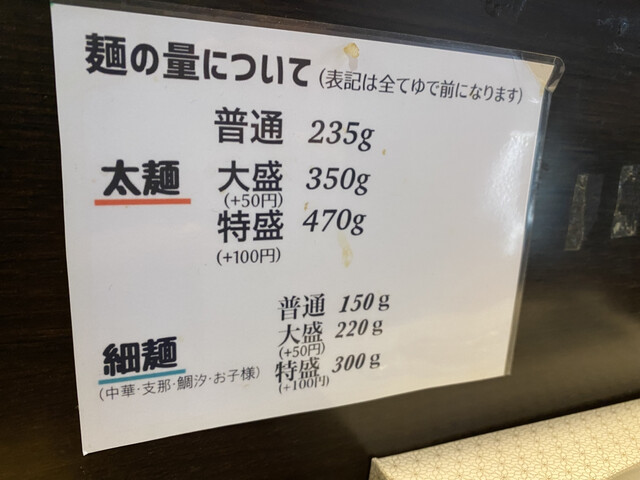 麺の量について (表記は全てゆで前になります)
普通 235g
太麺 大盛 350g
(+50円)
特盛 470g
(+100円)
普通 150g
大盛 220g
(+50円)
細麺 特盛 300g
(中華・支那・鯛汐・お子様) (+100円)